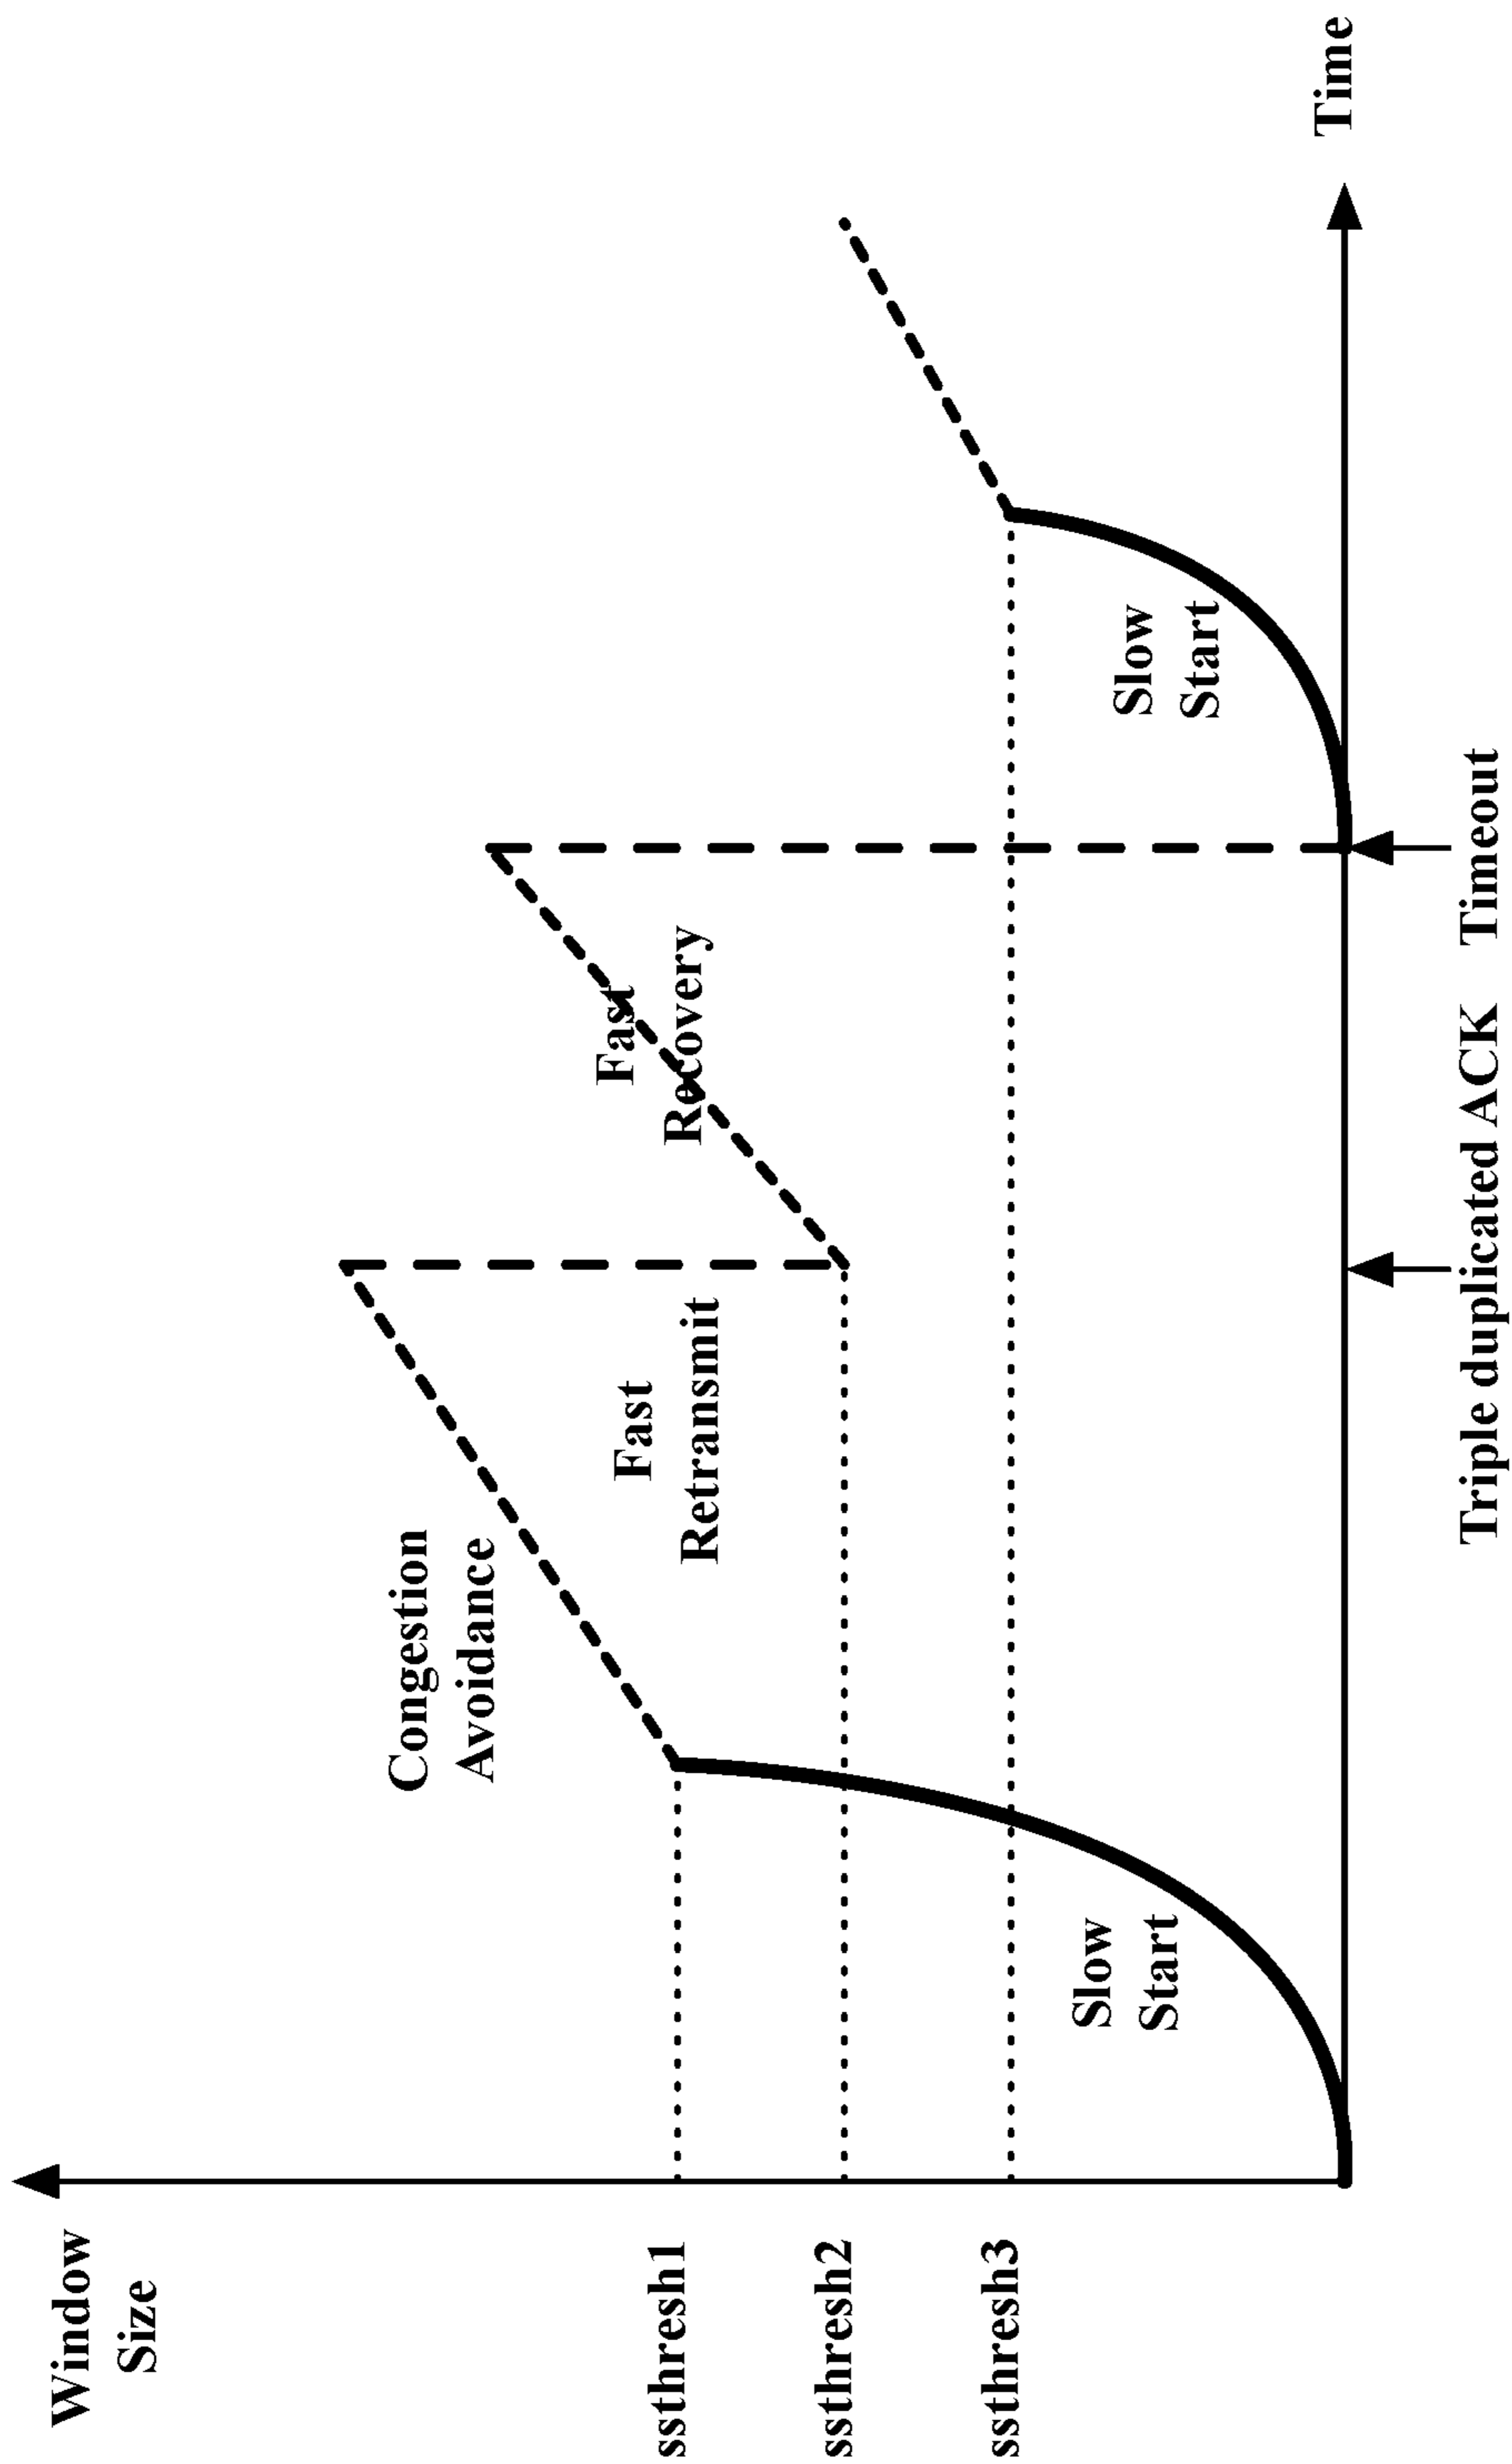 Window
Size
Congestion
Avoidance
Fast
Retransmit
Fast
Recovery
ssthresh1
ssthresh2
ssthresh3
Slow
Start
Slow
Start
Time
Triple duplicated ACK
Timeout